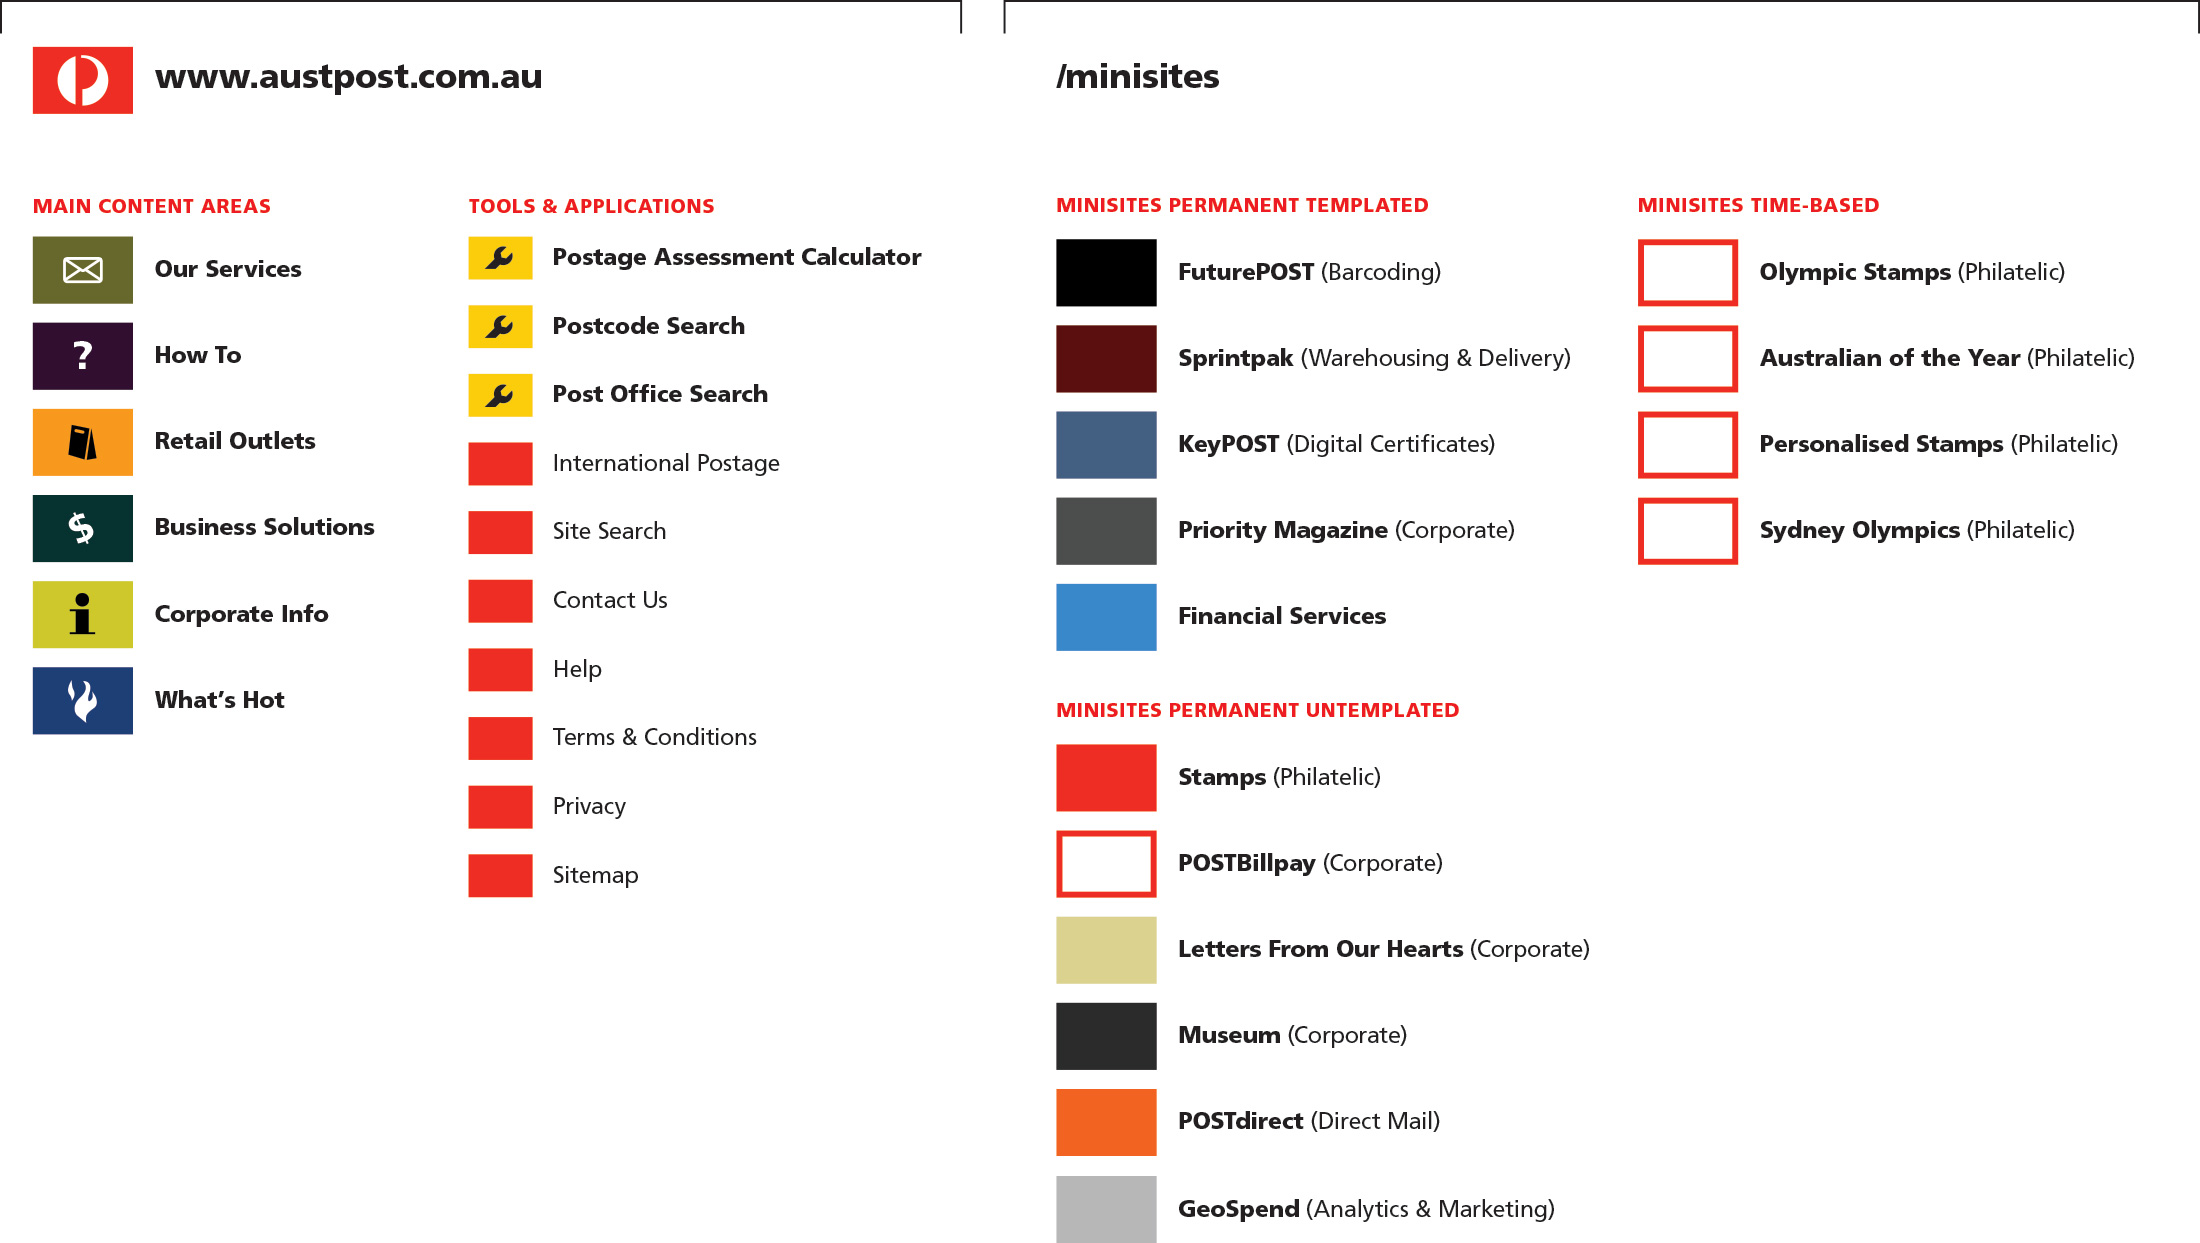 www.austpost.com.au
MAIN CONTENT AREAS
Our Services
?
How To
Retail Outlets
$
Business Solutions
i
Corporate Info
What’s Hot
TOOLS & APPLICATIONS
Postage Assessment Calculator
Postcode Search
Post Office Search
International Postage
Site Search
Contact Us
Help
Terms & Conditions
Privacy
Sitemap
/minisites
MINISITES PERMANENT TEMPLATED
FuturePOST (Barcoding)
Sprintpak (Warehousing & Delivery)
KeyPOST (Digital Certificates)
Priority Magazine (Corporate)
Financial Services
MINISITES PERMANENT UNTEMPLATED
Stamps (Philatelic)
POSTBillpay (Corporate)
Letters From Our Hearts (Corporate)
Museum (Corporate)
POSTdirect (Direct Mail)
GeoSpend (Analytics & Marketing)
MINISITES TIME-BASED
Olympic Stamps (Philatelic)
Australian of the Year (Philatelic)
Personalised Stamps (Philatelic)
Sydney Olympics (Philatelic)